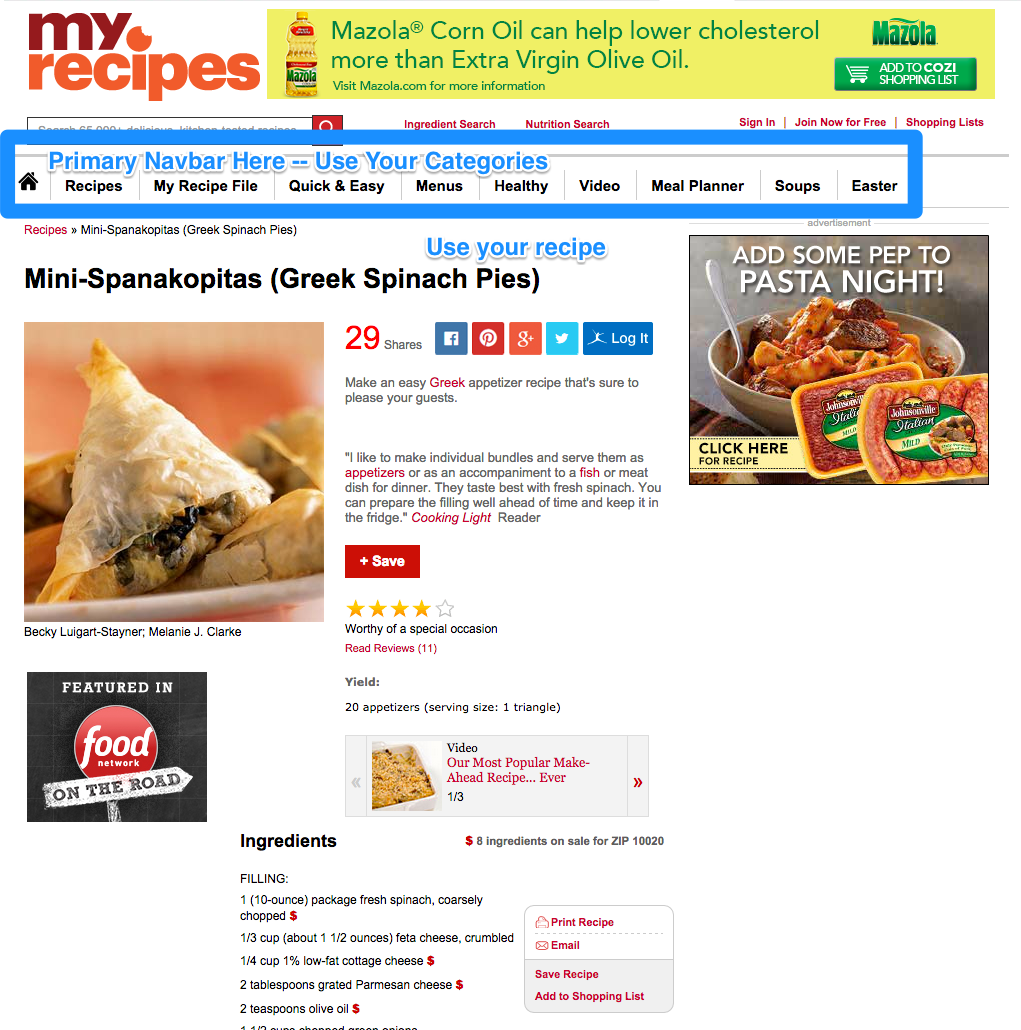 my
recipes
Mazola® Corn Oil can help lower cholesterol
more than Extra Virgin Olive Oil.
Visit Mazola.com for more information
Mazola
Mazola
ADD TO COZI
SHOPPING LIST
Search 65,000+ delicious, kitchen-tested recipes
Ingredient Search
Nutrition Search
Sign In | Join Now for Free | Shopping Lists
Primary Navbar Here -- Use Your Categories
Recipes
My Recipe File
Quick & Easy
Menus
Healthy
Video
Meal Planner
Soups
Easter
Recipes » Mini-Spanakopitas (Greek Spinach Pies)
advertisement
Use your recipe
Mini-Spanakopitas (Greek Spinach Pies)
ADD SOME PEP TO
PASTA NIGHT!
Johnsonville
Italian
MILD
Johnsonville
Italian
MILD
CLICK HERE
FOR RECIPE
29 Shares
g+
Log It
Make an easy Greek appetizer recipe that's sure to
please your guests.
"I like to make individual bundles and serve them as
appetizers or as an accompaniment to a fish or meat
dish for dinner. They taste best with fresh spinach. You
can prepare the filling well ahead of time and keep it in
the fridge." Cooking Light Reader
+ Save
Worthy of a special occasion
Read Reviews (11)
Becky Luigart-Stayner; Melanie J. Clarke
Yield:
20 appetizers (serving size: 1 triangle)
FEATURED IN
food
network
ON THE ROAD
«
Video
Our Most Popular Make-
Ahead Recipe... Ever
1/3
»
Ingredients
$ 8 ingredients on sale for ZIP 10020
FILLING:
1 (10-ounce) package fresh spinach, coarsely
chopped $
1/3 cup (about 1 1/2 ounces) feta cheese, crumbled
1/4 cup 1% low-fat cottage cheese $
2 tablespoons grated Parmesan cheese $
2 teaspoons olive oil $
1 1/2 cups chopped green onions
Print Recipe
Email
Save Recipe
Add to Shopping List